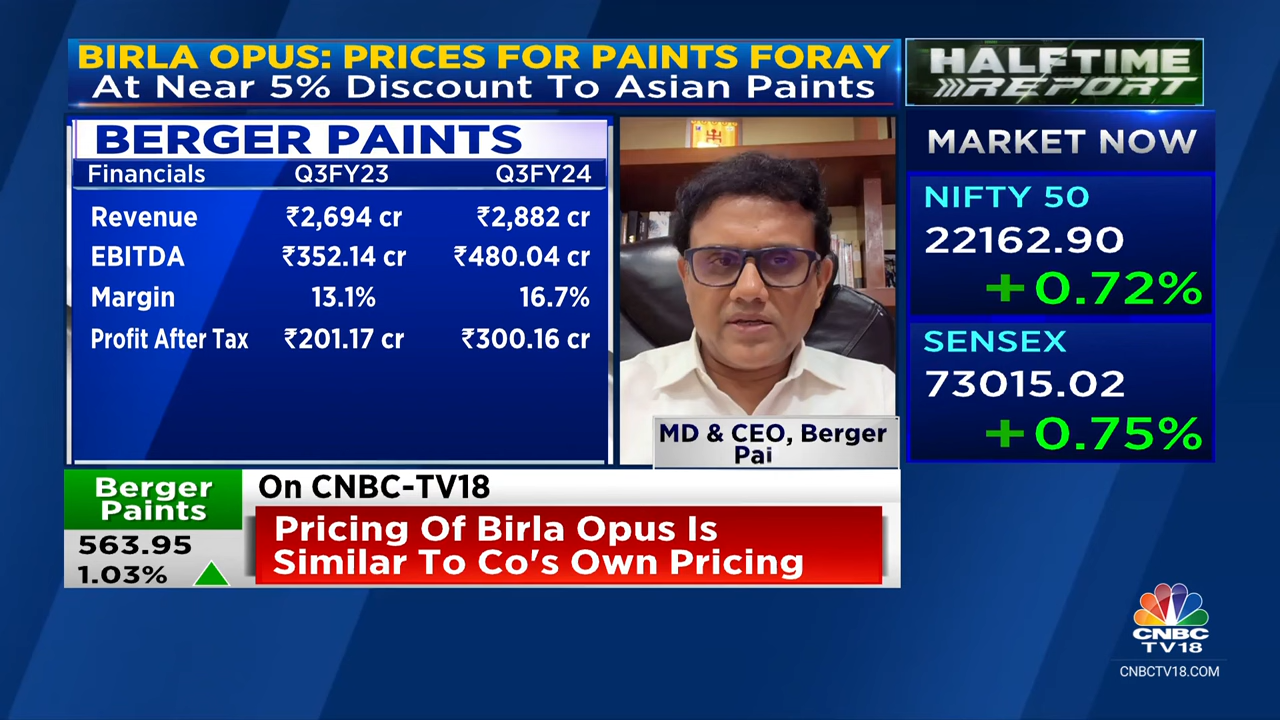 BIRLA OPUS: PRICES FOR PAINTS FORAY
At Near 5% Discount To Asian Paints
HALFTIME
REPORT
BERGER PAINTS
Financials Q3FY23 Q3FY24
Revenue ₹2,694 cr ₹2,882 cr
EBITDA ₹352.14 cr ₹480.04 cr
Margin 13.1% 16.7%
Profit After Tax ₹201.17 cr ₹300.16 cr
MD & CEO, Berger
Pai
MARKET NOW
NIFTY 50
22162.90
+0.72%
SENSEX
73015.02
+0.75%
Berger
Paints
563.95
1.03%
On CNBC-TV18
Pricing Of Birla Opus Is
Similar To Co's Own Pricing
CNBC
TV18
CNBCTV18.COM